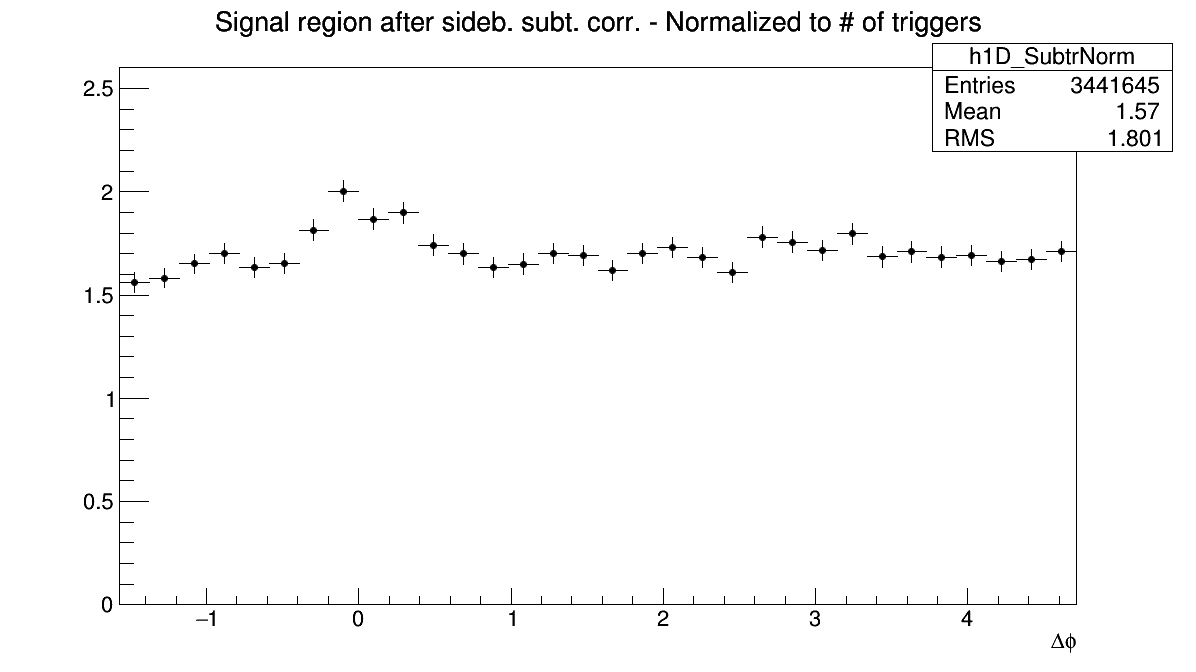 Signal region after sideb. subt. corr. - Normalized to # of triggers
h1D_SubtrNorm
Entries 3441645
Mean 1.57
RMS 1.801
2.5
2
1.5
1
0.5
0
−1 0 1 2 3 4
Δϕ